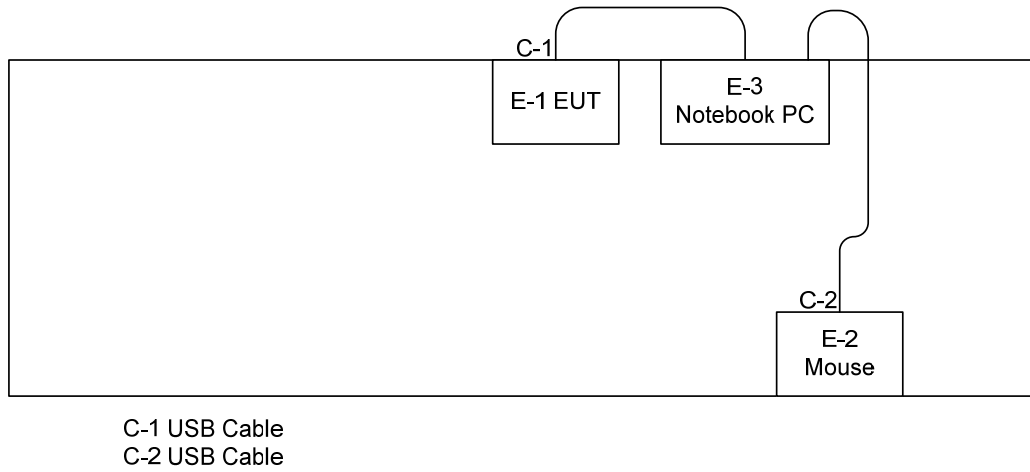 C-1
E-1 EUT
E-3
Notebook PC
C-2
E-2
Mouse
C-1 USB Cable
C-2 USB Cable